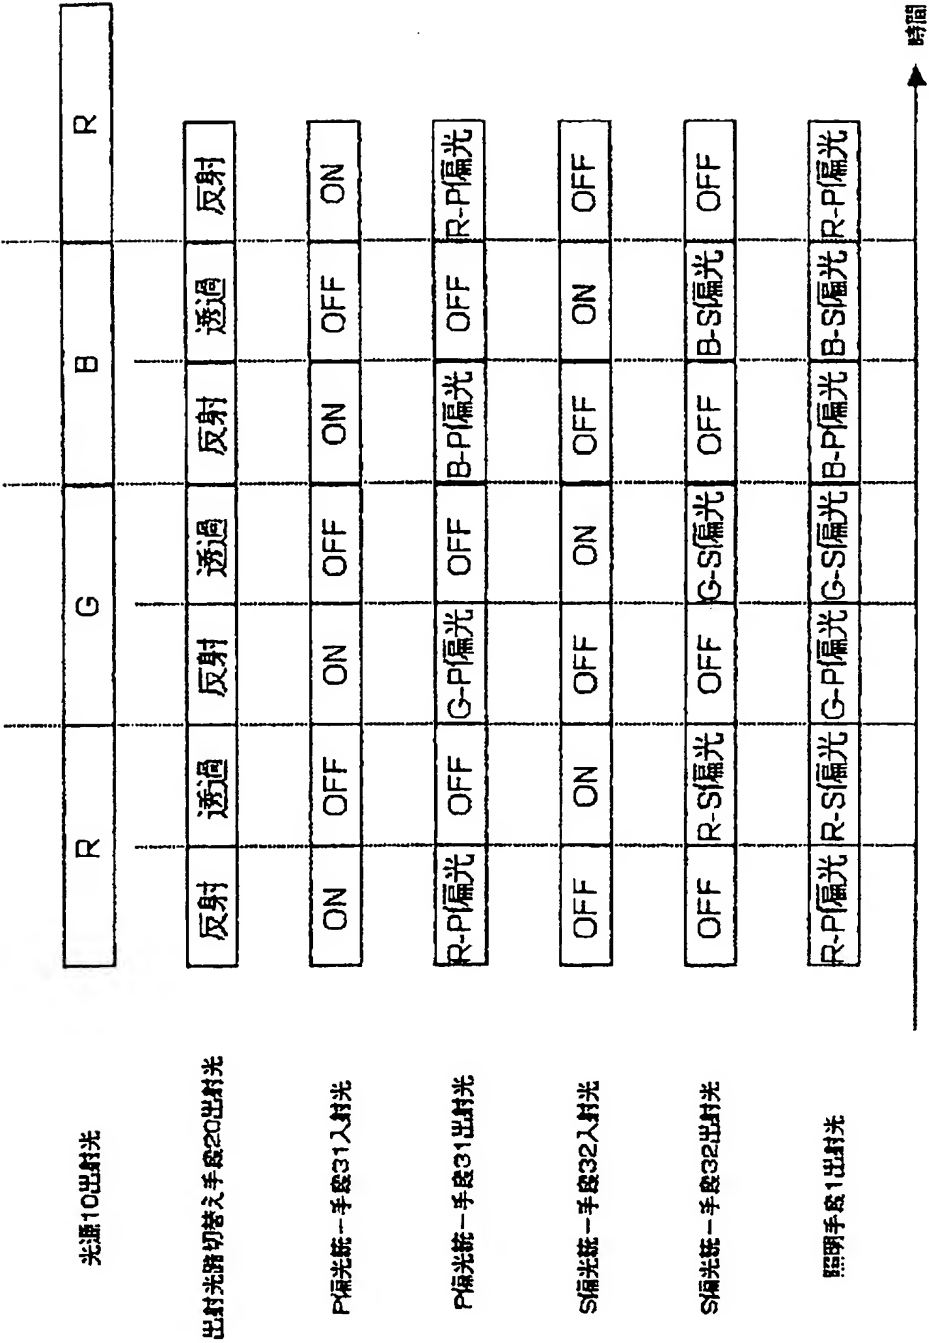 光源10出射光 R G B R
出射光路切替え手段20出射光 反射 透過 反射 透過 反射 透過 反射
P偏光統一手段31入射光 ON OFF ON OFF ON OFF ON
P偏光統一手段31出射光 R-P偏光 OFF G-P偏光 OFF B-P偏光 OFF R-P偏光
S偏光統一手段32入射光 OFF ON OFF ON OFF ON OFF
S偏光統一手段32出射光 OFF R-S偏光 OFF G-S偏光 OFF B-S偏光 OFF
照明手段1出射光 R-P偏光 R-S偏光 G-P偏光 G-S偏光 B-P偏光 B-S偏光 R-P偏光
時間